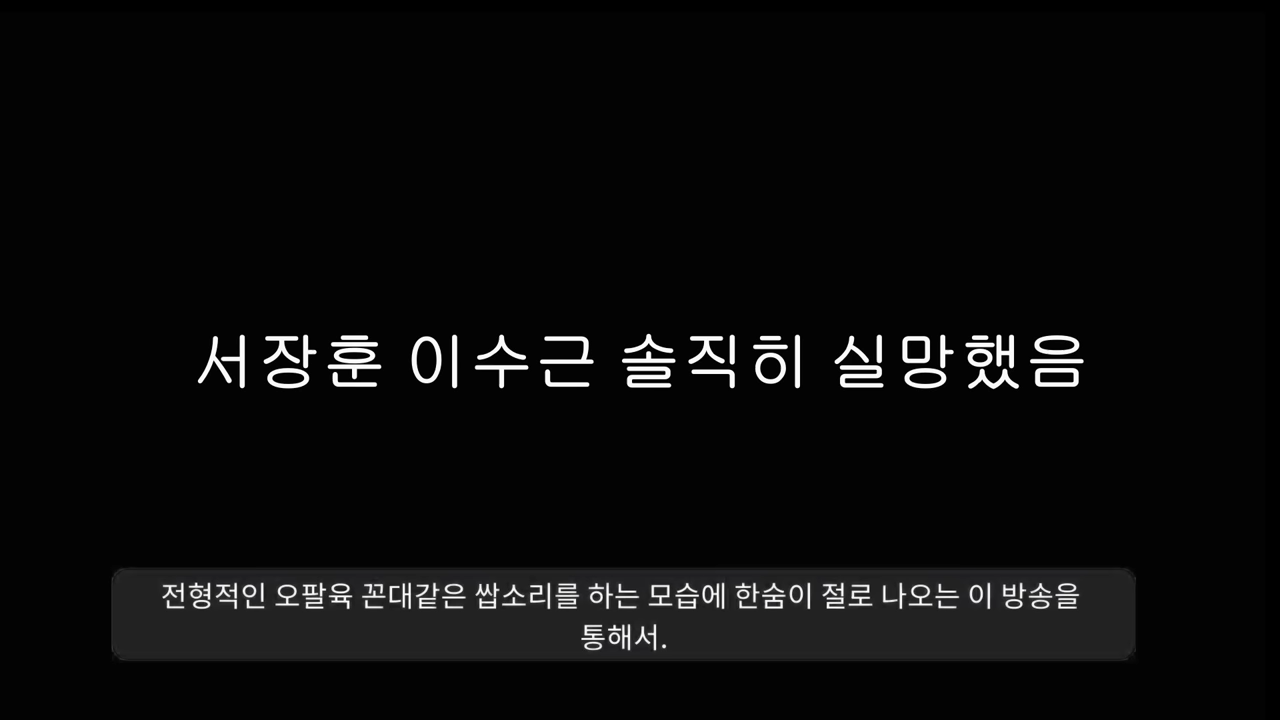 서장훈 이수근 솔직히 실망했음
전형적인 오팔육 꼰대같은 쌉소리를 하는 모습에 한숨이 절로 나오는 이 방송을
통해서.